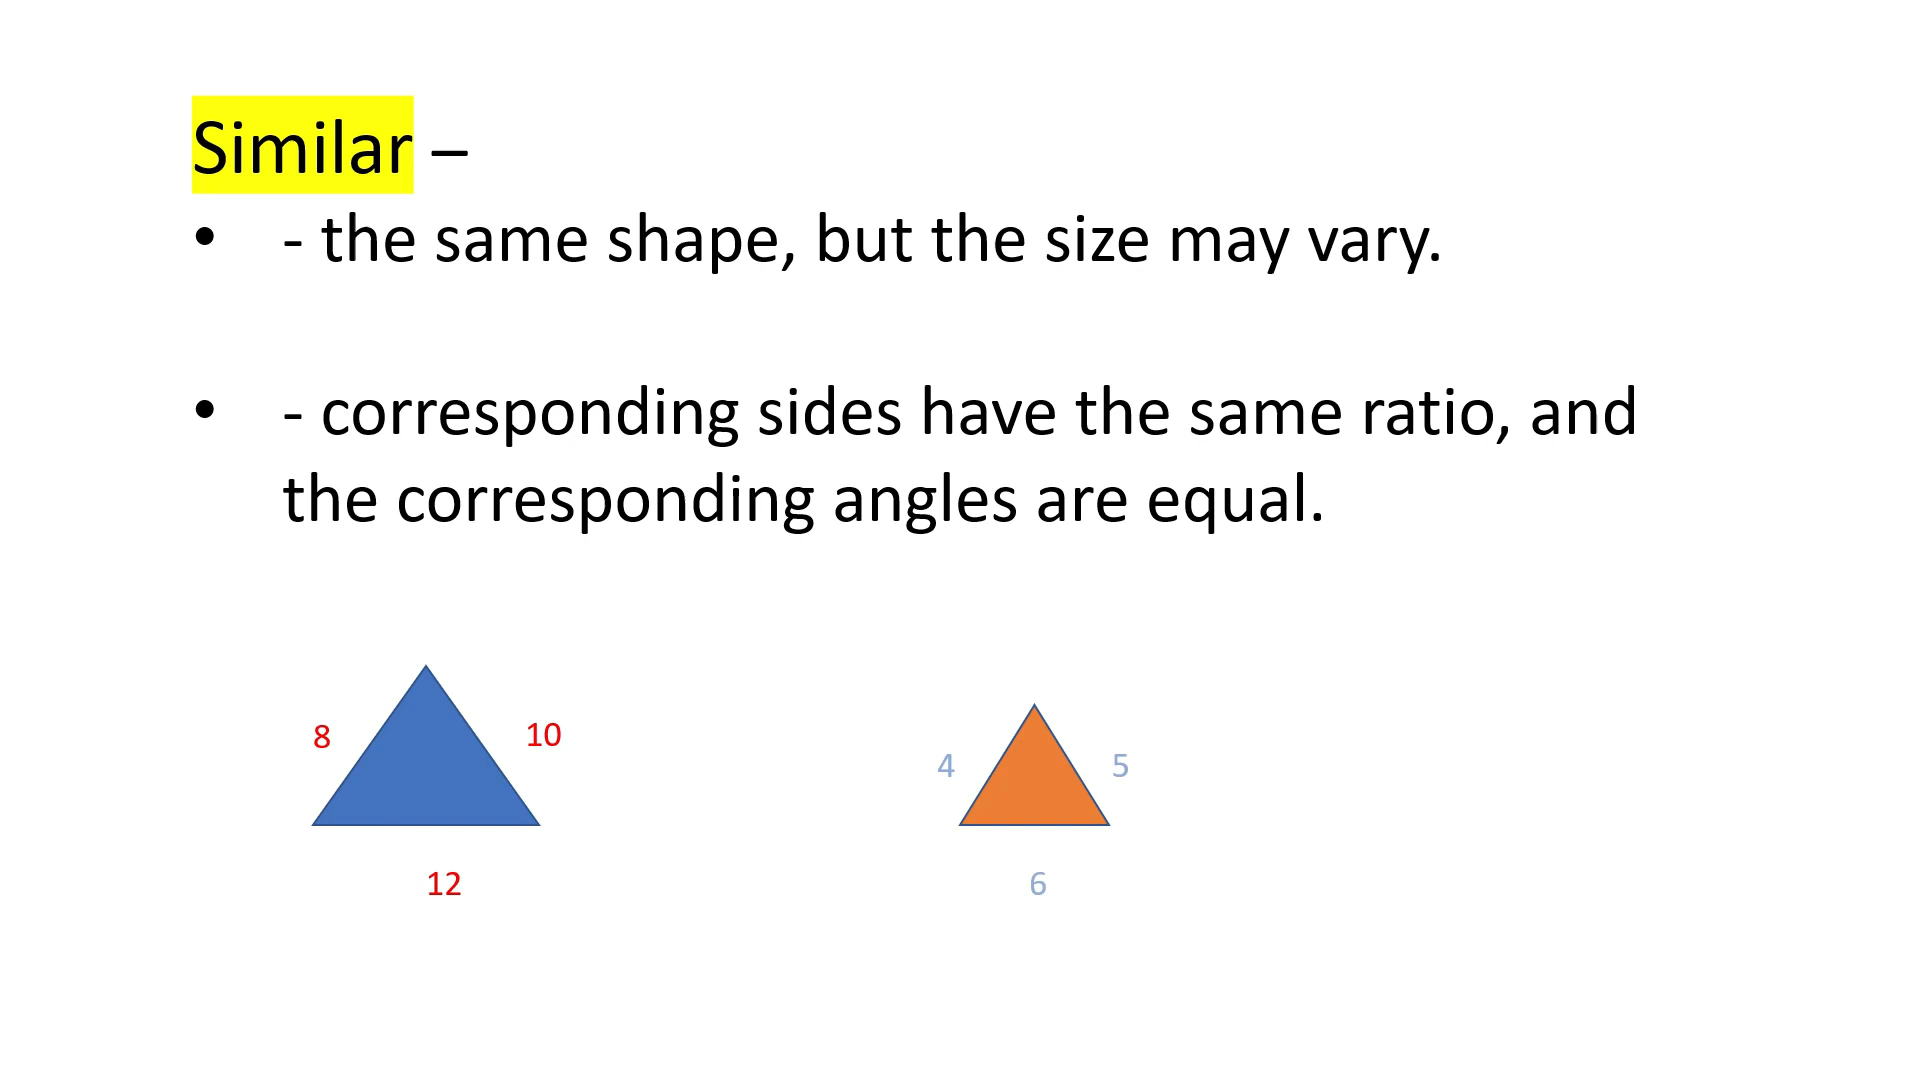 Similar –
• - the same shape, but the size may vary.
• - corresponding sides have the same ratio, and
the corresponding angles are equal.
8 10
12
4 5
6